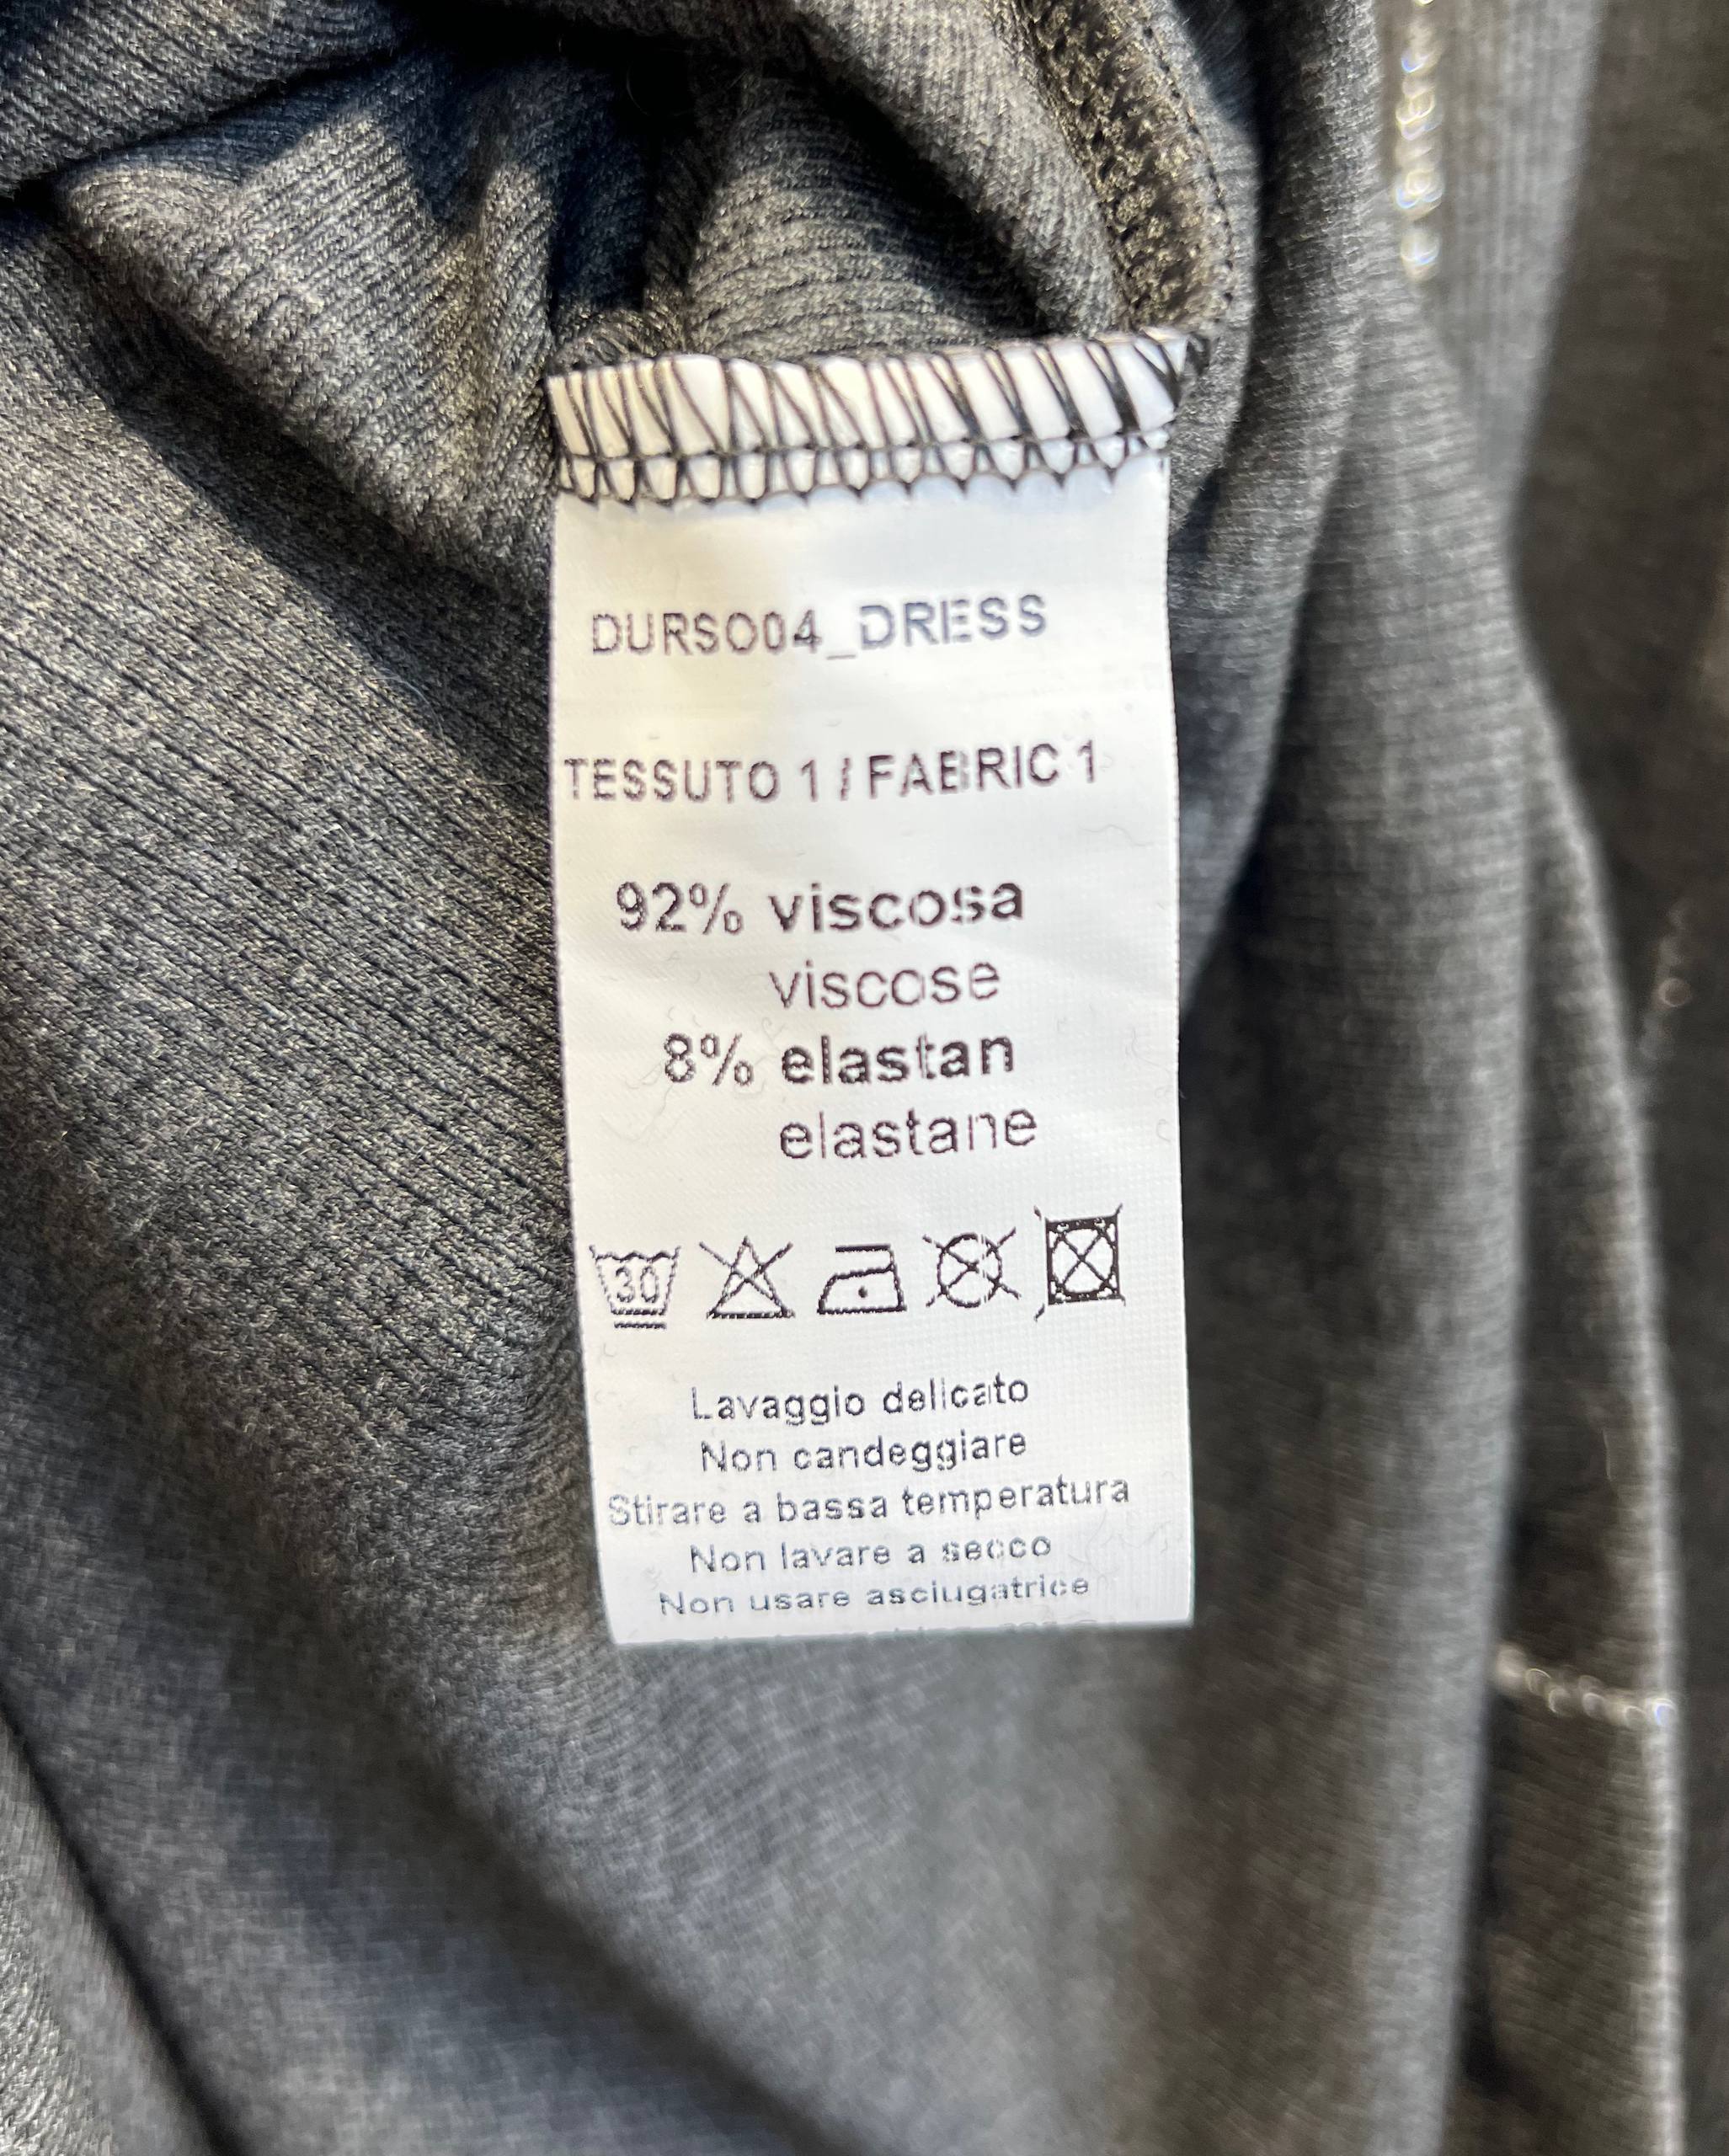 DURSO04_DRESS
TESSUTO 1 / FABRIC 1
92% viscosa
viscose
8% elastan
elastane
30
Lavaggio delicato
Non candeggiare
Stirare a bassa temperatura
Non lavare a secco
Non usare asciugatrice